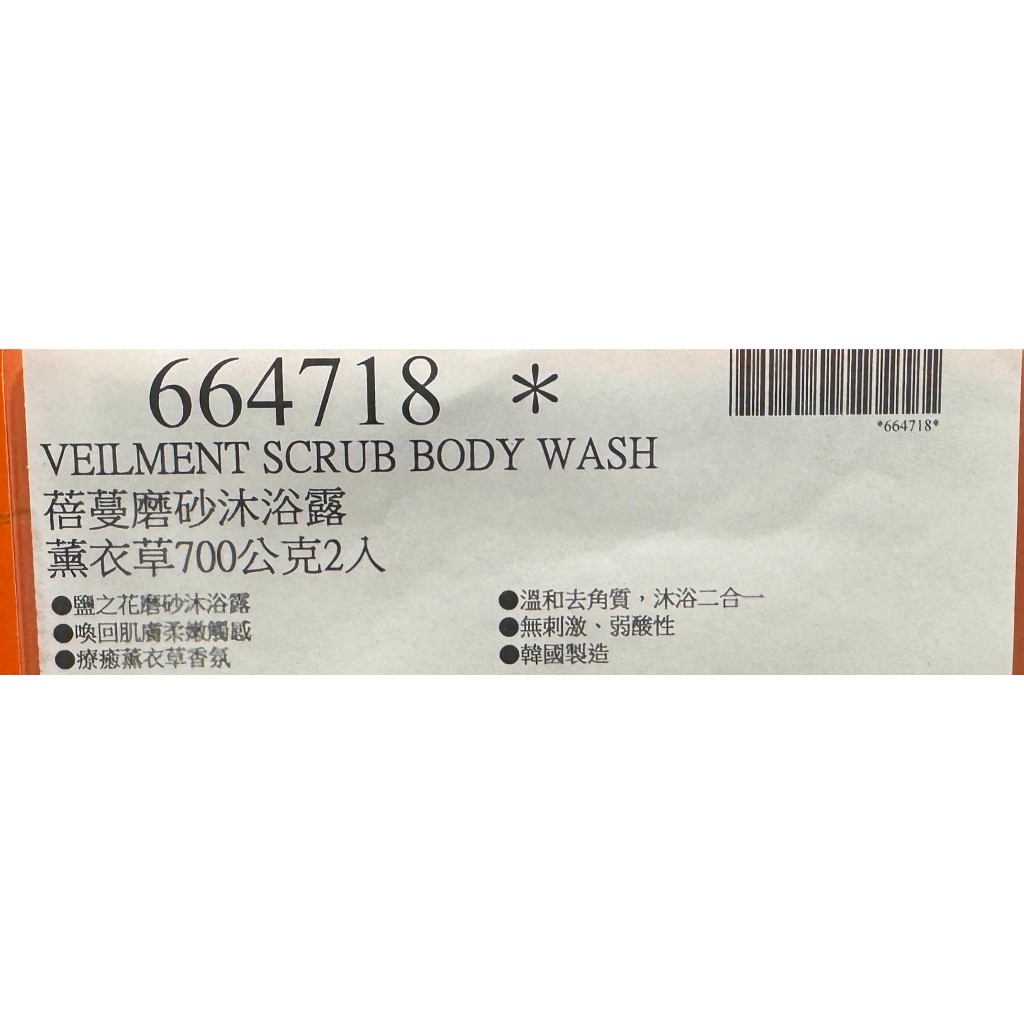 664718 *
*664718*
VEILMENT SCRUB BODY WASH
蓓蔓磨砂沐浴露
薰衣草700公克2入
●鹽之花磨砂沐浴露
●喚回肌膚柔嫩觸感
●療癒薰衣草香氛
●溫和去角質，沐浴二合一
●無刺激、弱酸性
●韓國製造